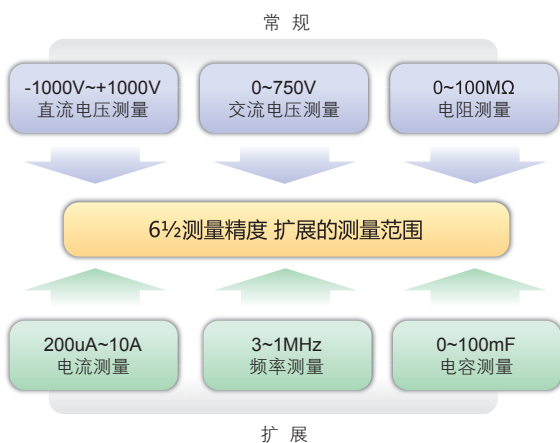 常 规
-1000V~+1000V
直流电压测量
0~750V
交流电压测量
0~100MΩ
电阻测量
6½测量精度 扩展的测量范围
200uA~10A
电流测量
3~1MHz
频率测量
0~100mF
电容测量
扩 展